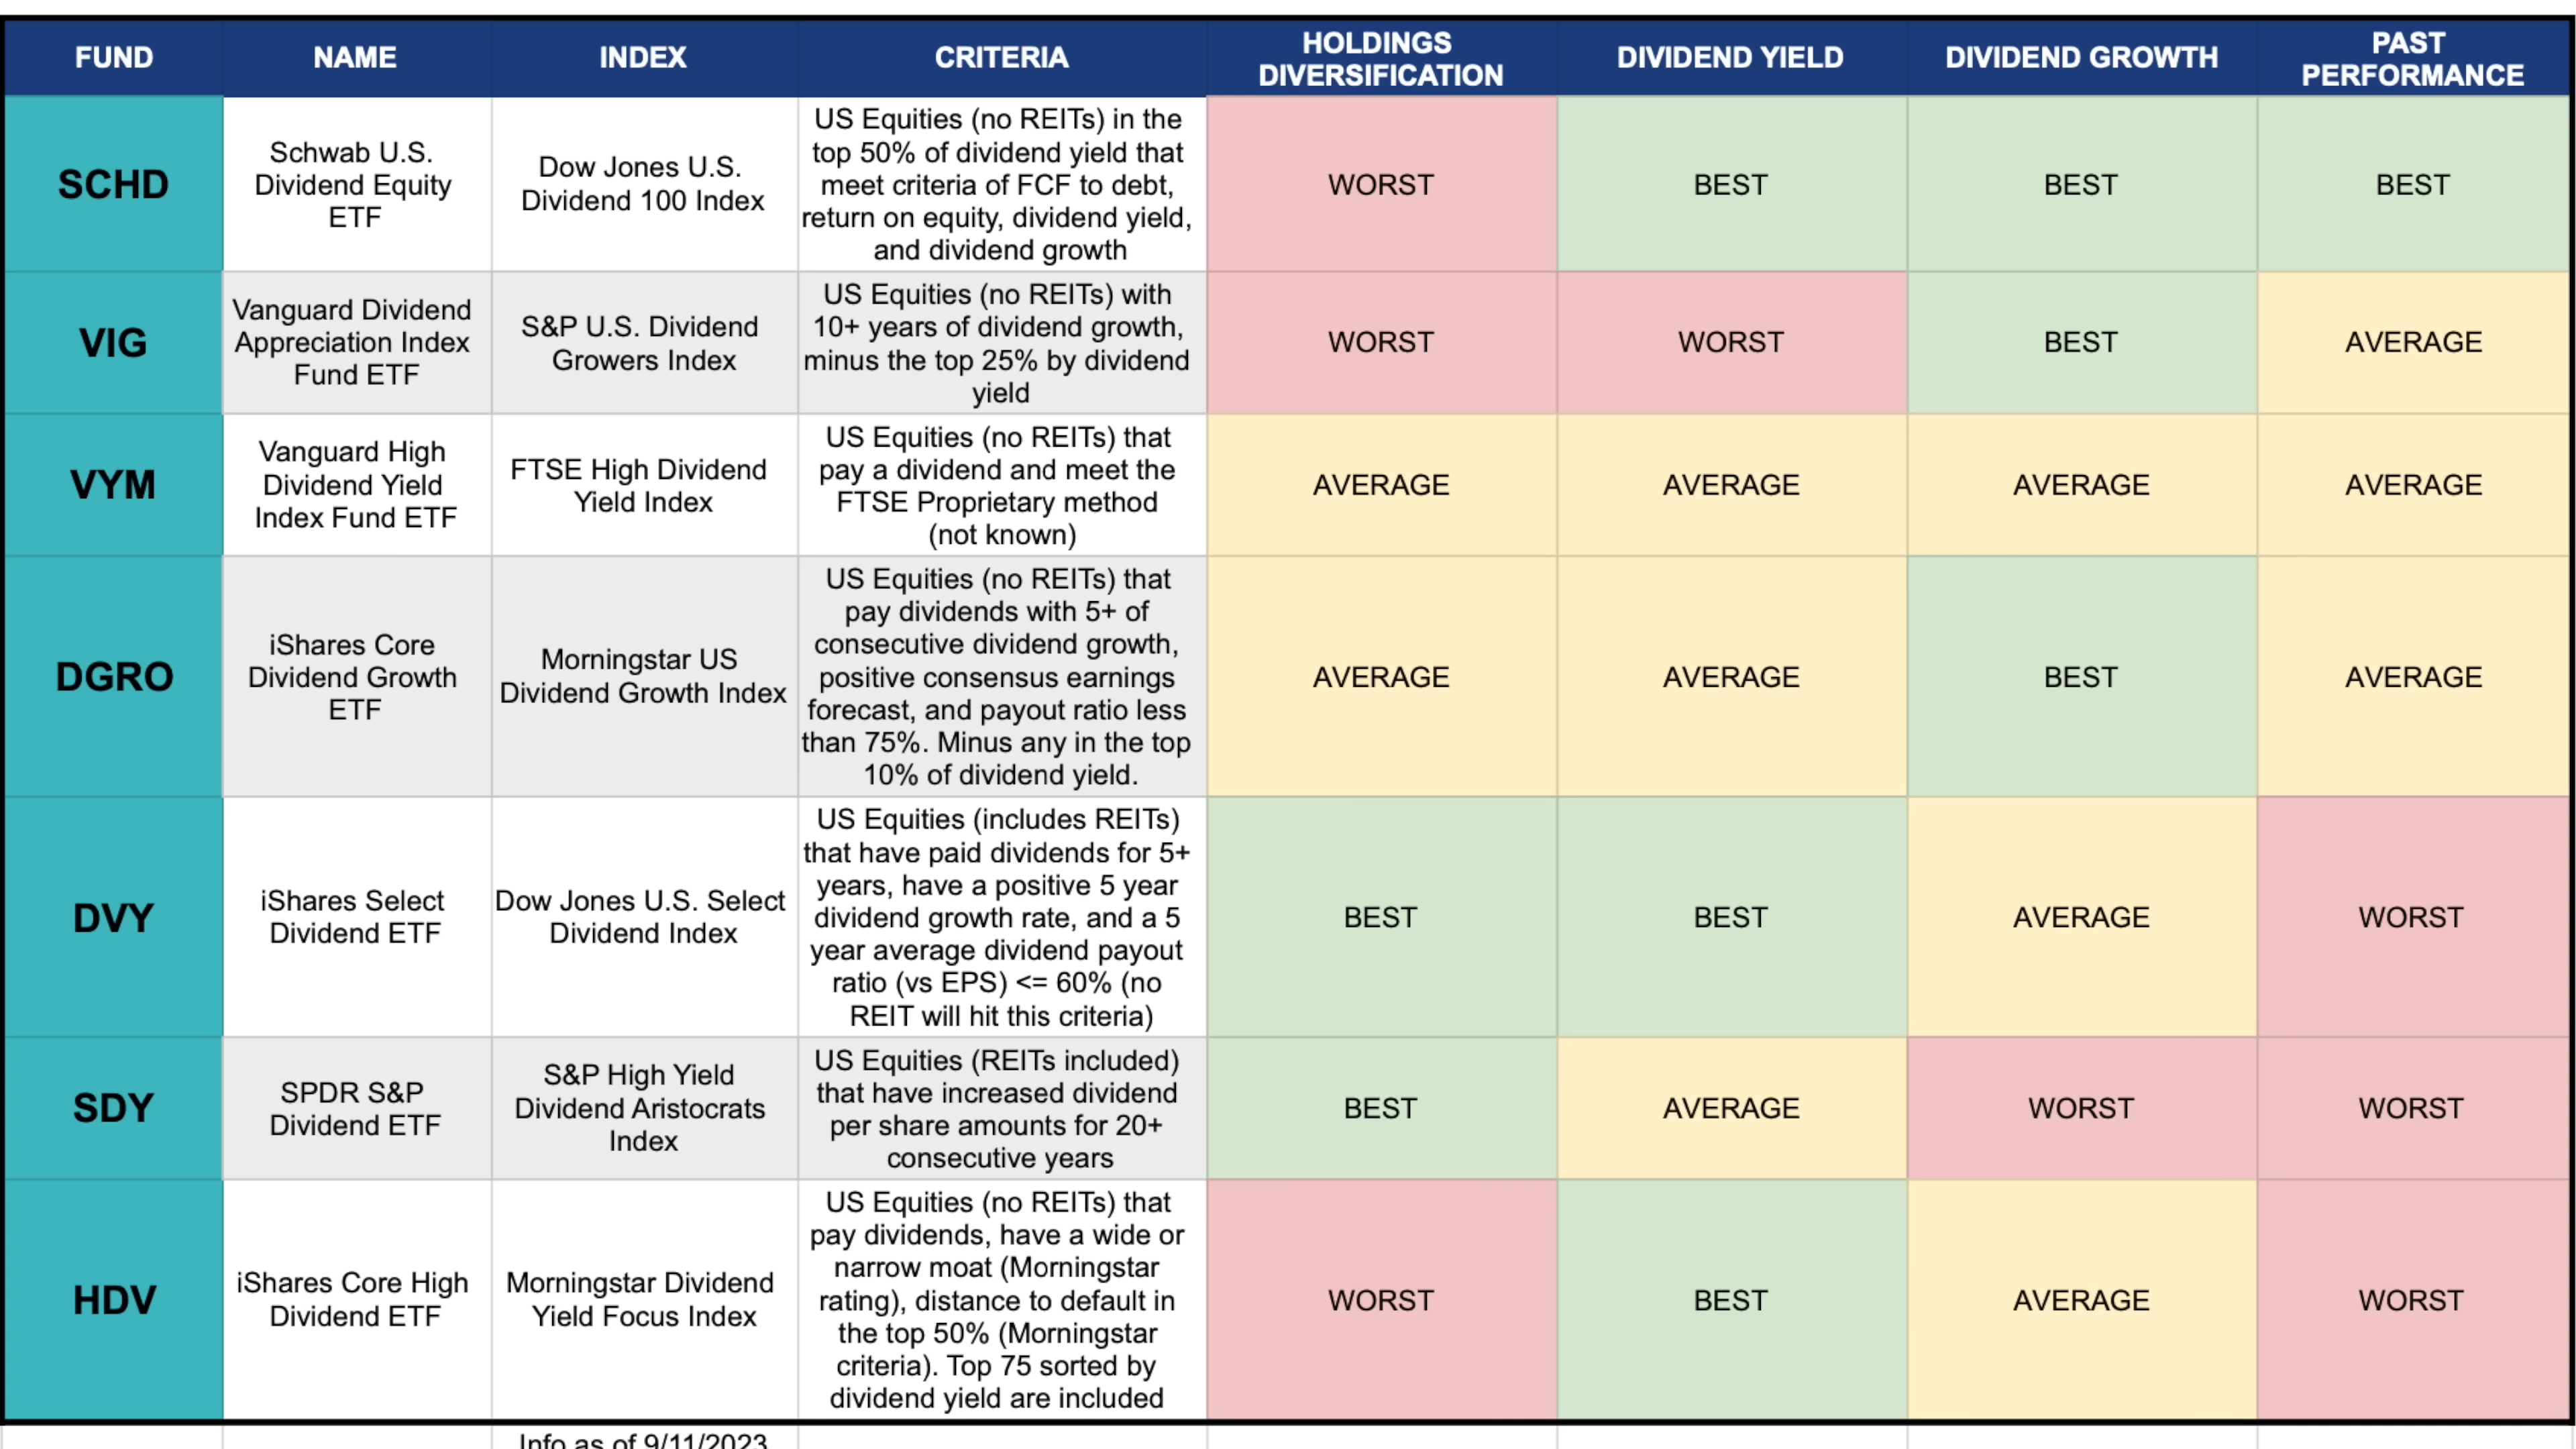 FUND
NAME
INDEX
CRITERIA
HOLDINGS
DIVERSIFICATION
DIVIDEND YIELD
DIVIDEND GROWTH
PAST
PERFORMANCE
SCHD
Schwab U.S.
Dividend Equity
ETF
Dow Jones U.S.
Dividend 100 Index
US Equities (no REITs) in the
top 50% of dividend yield that
meet criteria of FCF to debt,
return on equity, dividend yield,
and dividend growth
WORST
BEST
BEST
BEST
VIG
Vanguard Dividend
Appreciation Index
Fund ETF
S&P U.S. Dividend
Growers Index
US Equities (no REITs) with
10+ years of dividend growth,
minus the top 25% by dividend
yield
WORST
WORST
BEST
AVERAGE
VYM
Vanguard High
Dividend Yield
Index Fund ETF
FTSE High Dividend
Yield Index
US Equities (no REITs) that
pay a dividend and meet the
FTSE Proprietary method
(not known)
AVERAGE
AVERAGE
AVERAGE
AVERAGE
DGRO
iShares Core
Dividend Growth
ETF
Morningstar US
Dividend Growth Index
US Equities (no REITs) that
pay dividends with 5+ of
consecutive dividend growth,
positive consensus earnings
forecast, and payout ratio less
than 75%. Minus any in the top
10% of dividend yield.
AVERAGE
AVERAGE
BEST
AVERAGE
DVY
iShares Select
Dividend ETF
Dow Jones U.S. Select
Dividend Index
US Equities (includes REITs)
that have paid dividends for 5+
years, have a positive 5 year
dividend growth rate, and a 5
year average dividend payout
ratio (vs EPS) <= 60% (no
REIT will hit this criteria)
BEST
BEST
AVERAGE
WORST
SDY
SPDR S&P
Dividend ETF
S&P High Yield
Dividend Aristocrats
Index
US Equities (REITs included)
that have increased dividend
per share amounts for 20+
consecutive years
BEST
AVERAGE
WORST
WORST
HDV
iShares Core High
Dividend ETF
Morningstar Dividend
Yield Focus Index
US Equities (no REITs) that
pay dividends, have a wide or
narrow moat (Morningstar
rating), distance to default in
the top 50% (Morningstar
criteria). Top 75 sorted by
dividend yield are included
WORST
BEST
AVERAGE
WORST
Info as of 9/11/2023